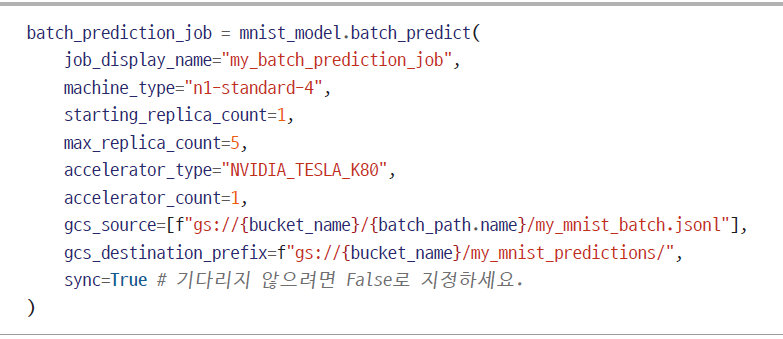 batch_prediction_job = mnist_model.batch_predict(
    job_display_name="my_batch_prediction_job",
    machine_type="n1-standard-4",
    starting_replica_count=1,
    max_replica_count=5,
    accelerator_type="NVIDIA_TESLA_K80",
    accelerator_count=1,
    gcs_source=[f"gs://{bucket_name}/{batch_path.name}/my_mnist_batch.jsonl"],
    gcs_destination_prefix=f"gs://{bucket_name}/my_mnist_predictions/",
    sync=True # 기다리지 않으려면 False로 지정하세요.
)